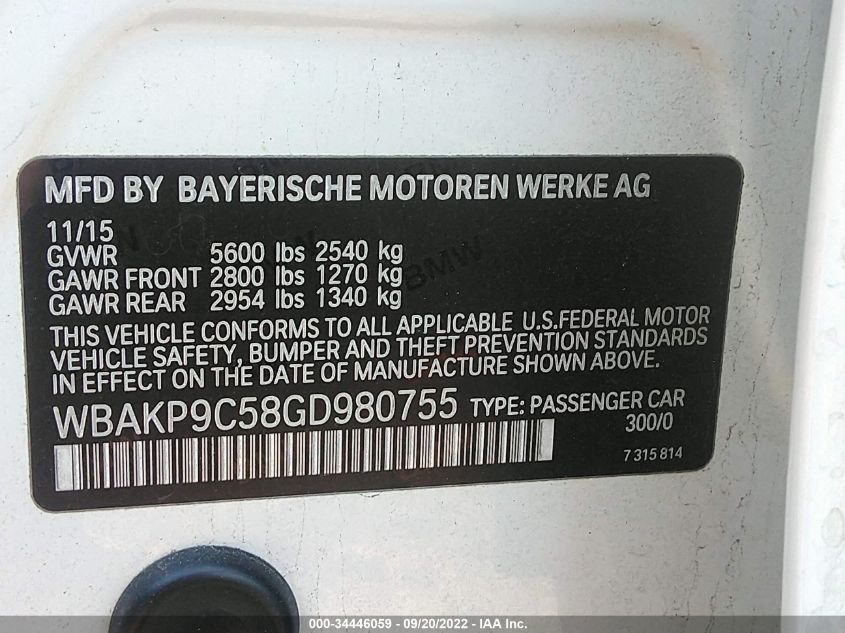 MFD BY BAYERISCHE MOTOREN WERKE AG
11/15
GVWR 5600 lbs 2540 kg
GAWR FRONT 2800 lbs 1270 kg
GAWR REAR 2954 lbs 1340 kg
BMW
THIS VEHICLE CONFORMS TO ALL APPLICABLE U.S.FEDERAL MOTOR
VEHICLE SAFETY, BUMPER AND THEFT PREVENTION STANDARDS
IN EFFECT ON THE DATE OF MANUFACTURE SHOWN ABOVE.
WBAKP9C58GD980755 TYPE: PASSENGER CAR
300/0
7 315 814
000-34446059 - 09/20/2022 - IAA Inc.